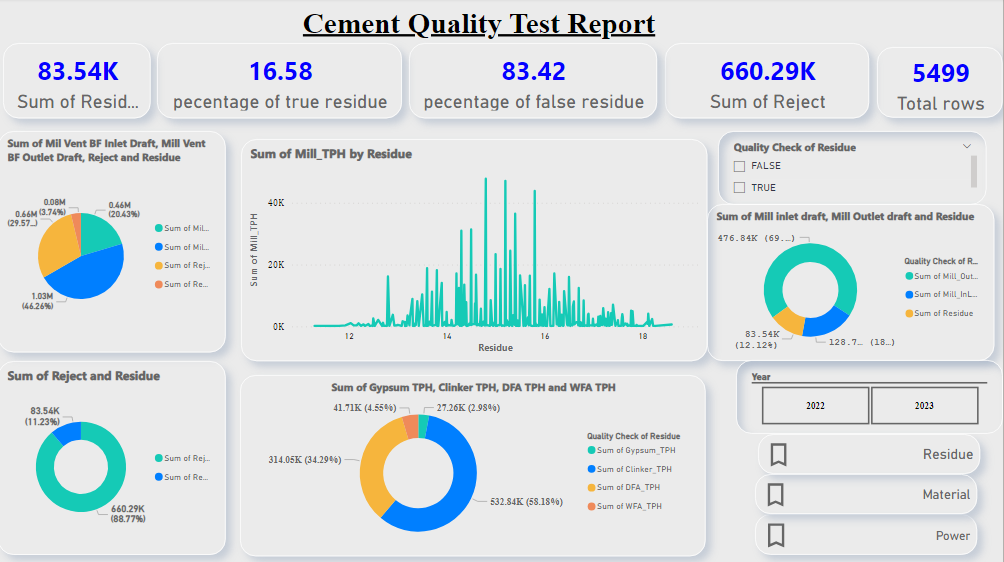 Cement Quality Test Report
83.54K
Sum of Resid...
16.58
pecentage of true residue
83.42
pecentage of false residue
660.29K
Sum of Reject
5499
Total rows
Sum of Mil Vent BF Inlet Draft, Mill Vent
BF Outlet Draft, Reject and Residue
0.08M
(3.74%)
0.46M
(20.43%)
0.66M
(29.57...)
1.03M
(46.26%)
Sum of Mil...
Sum of Mil...
Sum of Rej...
Sum of Re...
Sum of Mill_TPH by Residue
Sum of Mill_TPH
40K
20K
0K
12
14
16
18
Residue
Quality Check of Residue
FALSE
TRUE
Sum of Mill inlet draft, Mill Outlet draft and Residue
476.84K (69....)
83.54K
(12.12%)
128.7... (18...)
Quality Check of R...
Sum of Mill_Out...
Sum of Mill_InL...
Sum of Residue
Sum of Reject and Residue
83.54K
(11.23%)
660.29K
(88.77%)
Sum of Rej...
Sum of Re...
Sum of Gypsum TPH, Clinker TPH, DFA TPH and WFA TPH
41.71K (4.55%)
27.26K (2.98%)
314.05K (34.29%)
532.84K (58.18%)
Quality Check of Residue
Sum of Gypsum_TPH
Sum of Clinker_TPH
Sum of DFA_TPH
Sum of WFA_TPH
Year
2022
2023
Residue
Material
Power